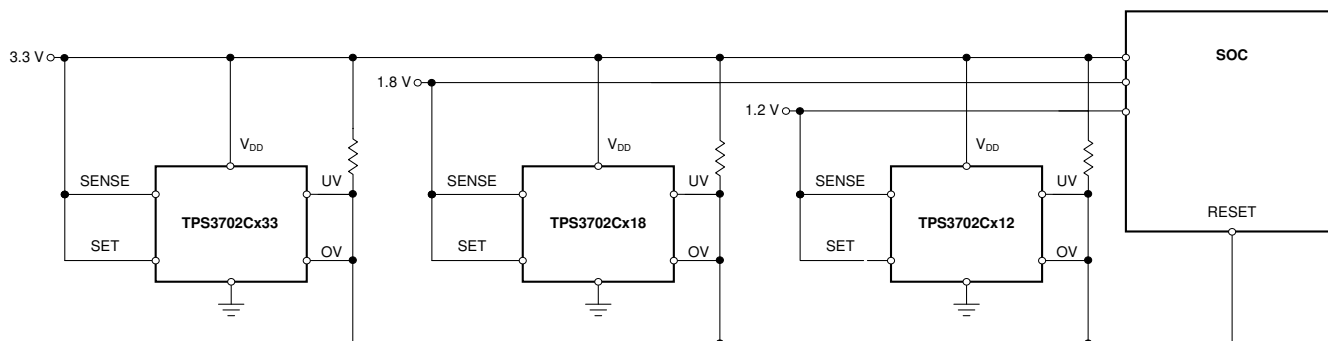 SOC
3.3 V
1.8 V
1.2 V
V_DD
V_DD
V_DD
SENSE
UV
SENSE
UV
SENSE
UV
TPS3702Cx33
TPS3702Cx18
TPS3702Cx12
RESET
SET
OV
SET
OV
SET
OV